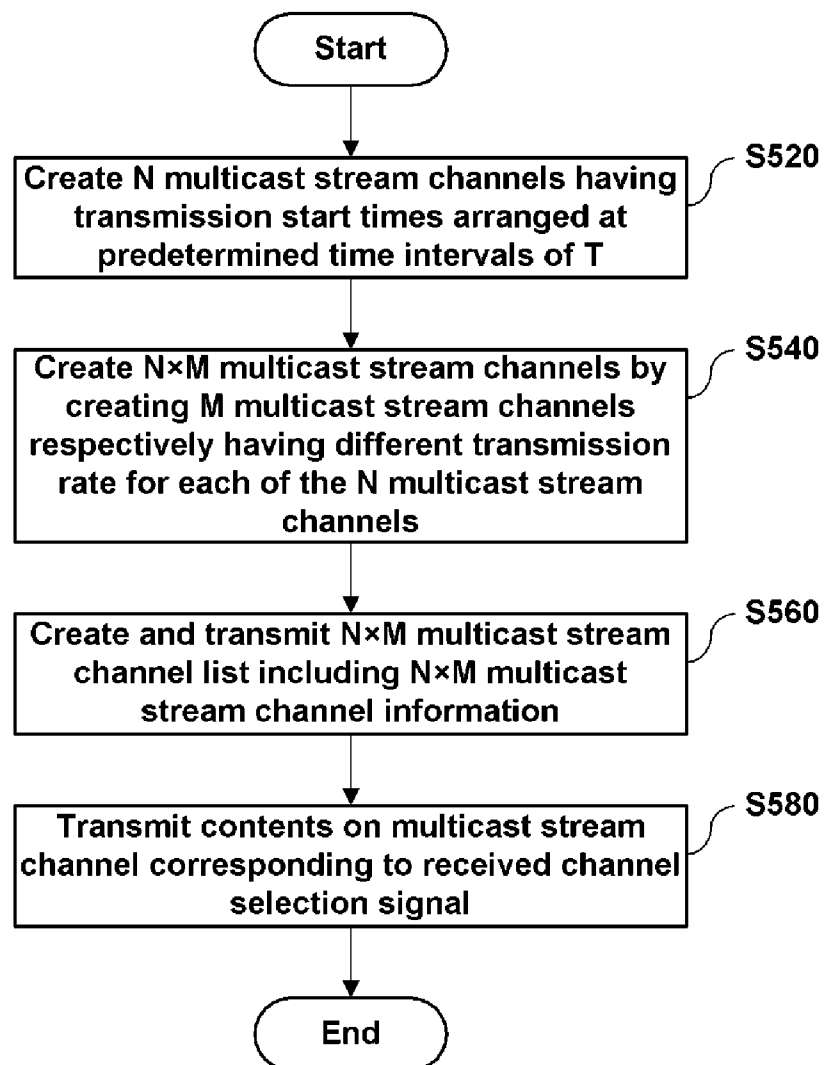 Start
S520
Create N multicast stream channels having
transmission start times arranged at
predetermined time intervals of T
S540
Create N×M multicast stream channels by
creating M multicast stream channels
respectively having different transmission
rate for each of the N multicast stream
channels
S560
Create and transmit N×M multicast stream
channel list including N×M multicast
stream channel information
S580
Transmit contents on multicast stream
channel corresponding to received channel
selection signal
End